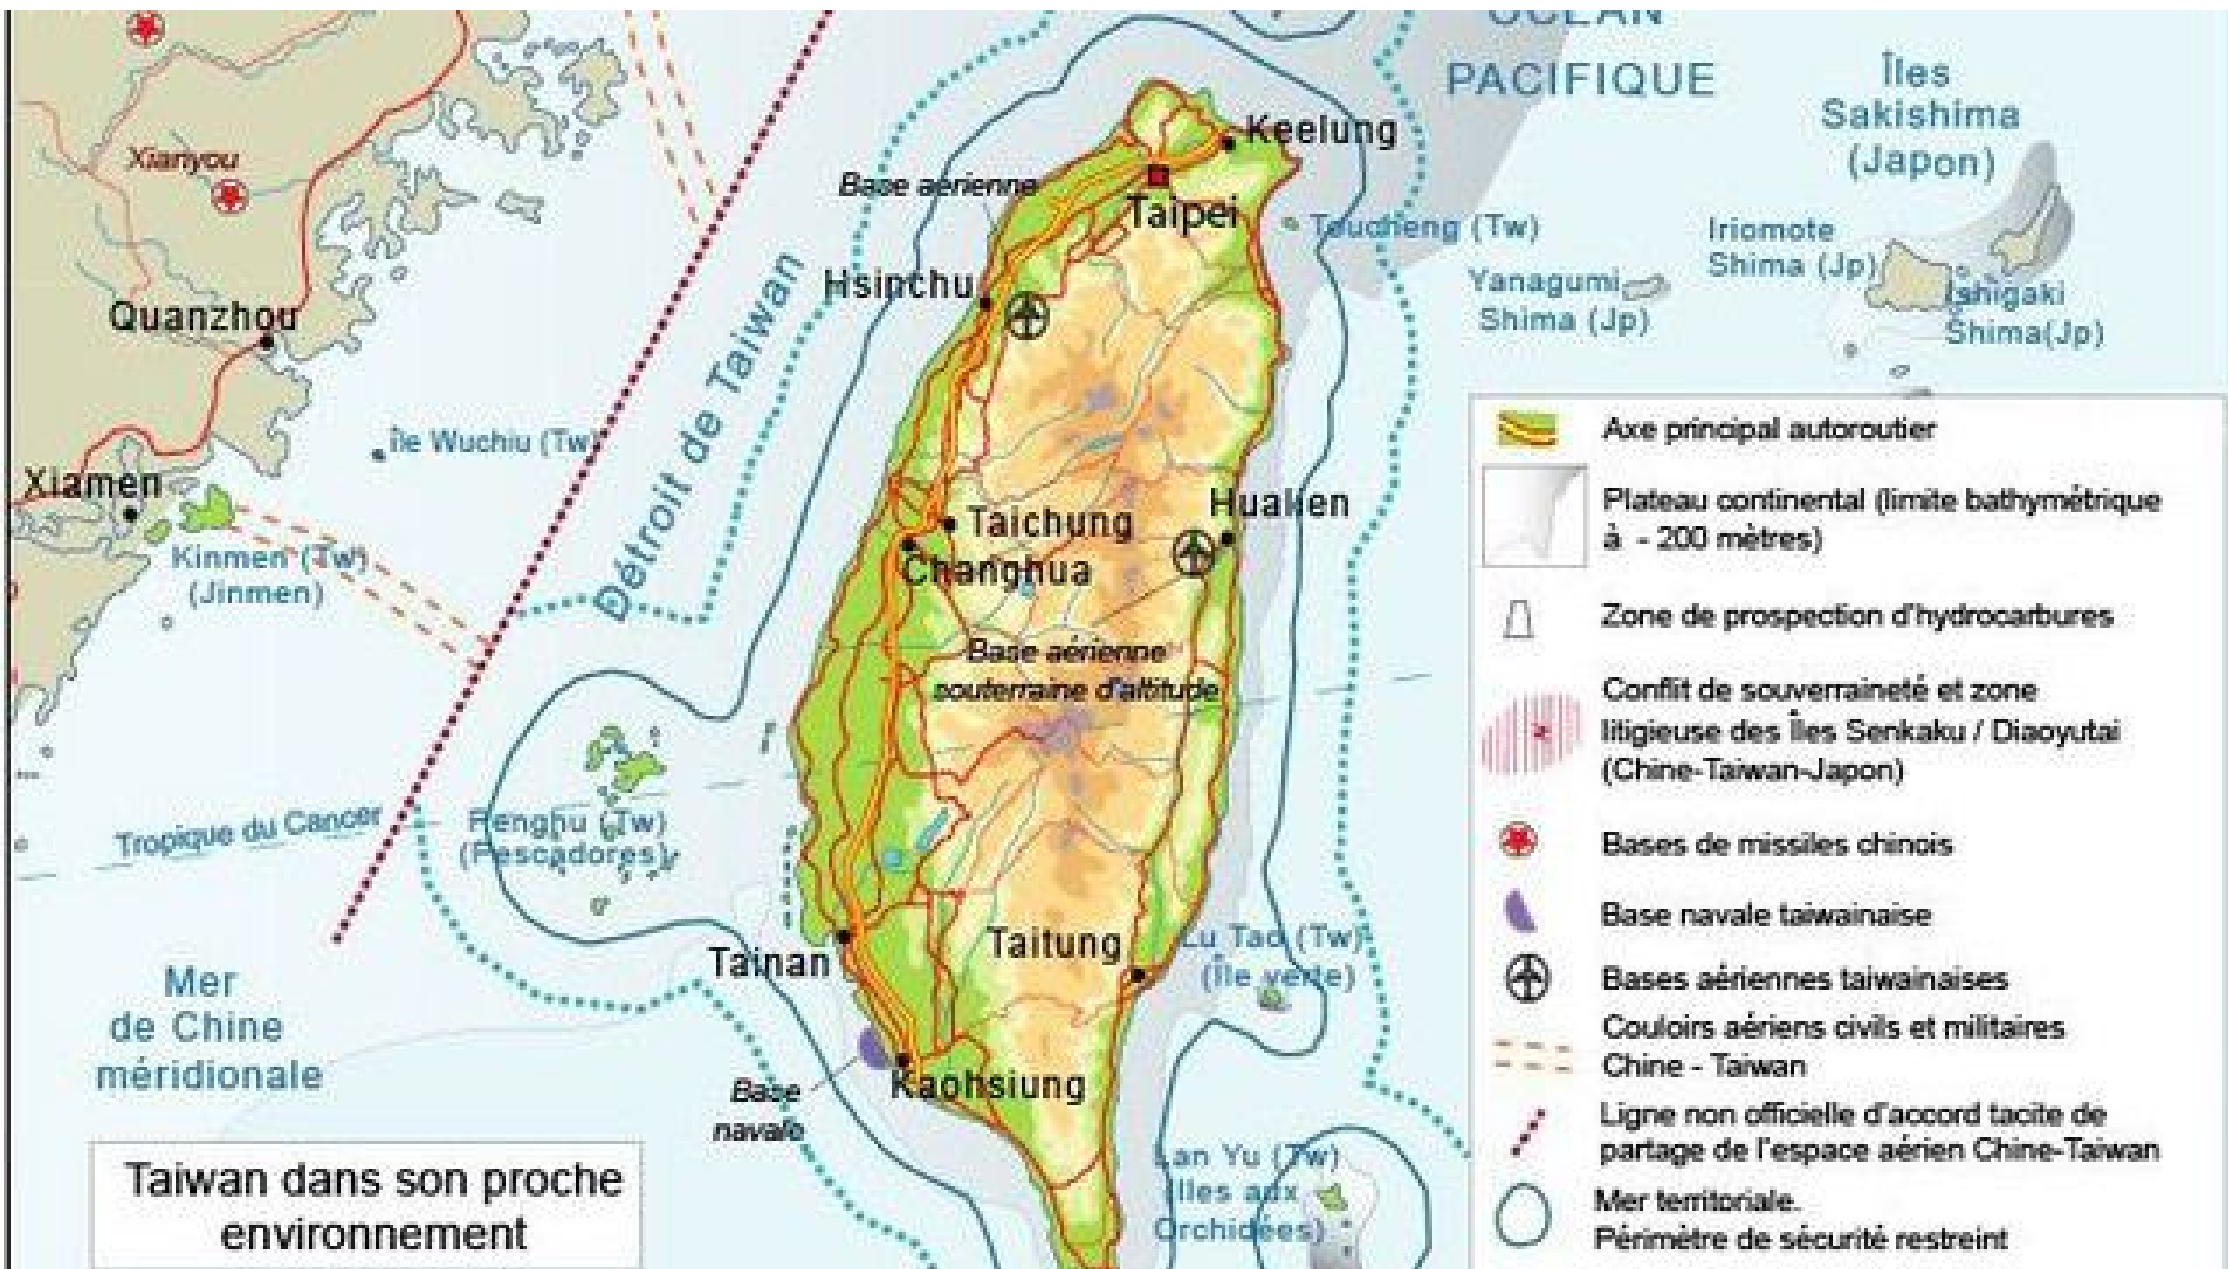 OCÉAN
PACIFIQUE
Îles
Sakishima
(Japon)
Keelung
Xianyou
Base aérienne
Taipei
Toucheng (Tw)
Iriomote
Shima (Jp)
Yanagumi
Shima (Jp)
Ishigaki
Shima(Jp)
Hsinchu
Quanzhou
Détroit de Taiwan
île Wuchiu (Tw)
Xiamen
Kinmen (Tw)
(Jinmen)
Taichung
Changhua
Hualien
Base aérienne
souterraine d'altitude
Tropique du Cancer
Penghu (Tw)
(Pescadores)
Tainan
Taitung
Lu Tao (Tw)
(Île verte)
Mer
de Chine
méridionale
Kaohsiung
Base
navale
Lan Yu (Tw)
(Iles aux
Orchidées)
Taiwan dans son proche
environnement
Axe principal autoroutier
Plateau continental (limite bathymétrique
à - 200 mètres)
Zone de prospection d'hydrocarbures
Conflit de souverraineté et zone
litigieuse des Îles Senkaku / Diaoyutai
(Chine-Taiwan-Japon)
Bases de missiles chinois
Base navale taiwainaise
Bases aériennes taiwainaises
Couloirs aériens civils et militaires
Chine - Taiwan
Ligne non officielle d'accord tacite de
partage de l'espace aérien Chine-Taiwan
Mer territoriale.
Périmètre de sécurité restreint